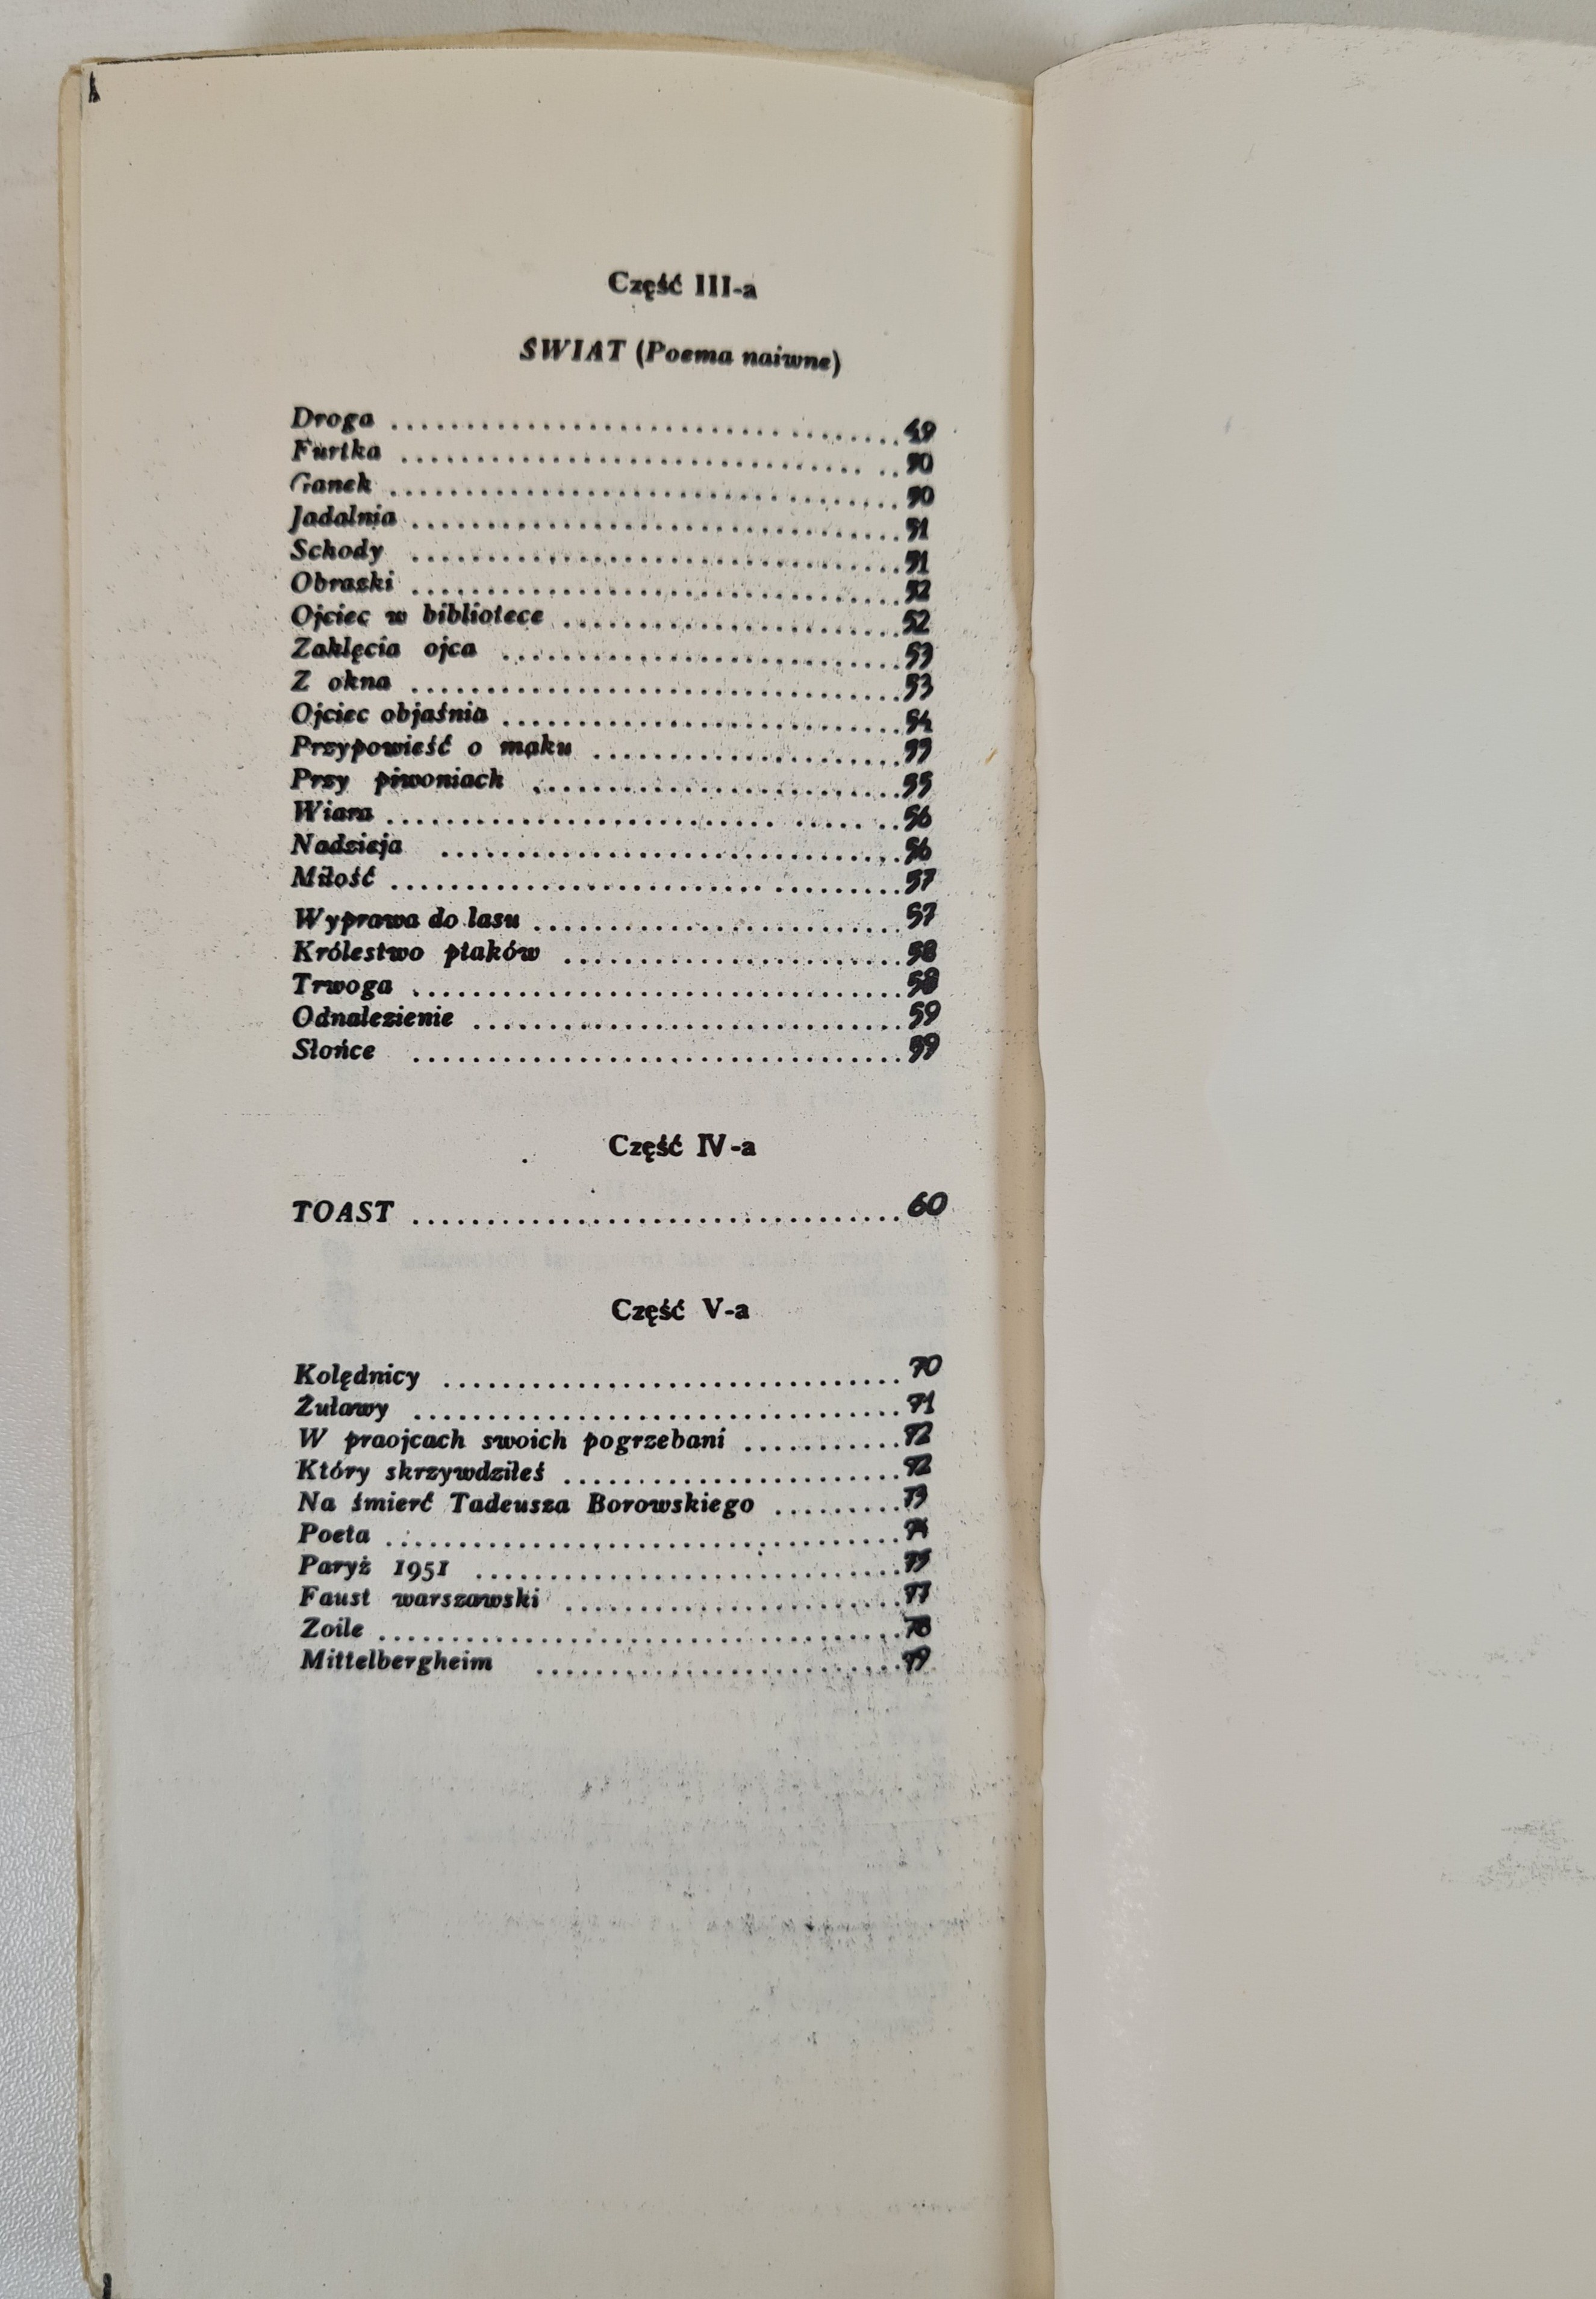 Część III-a
ŚWIAT (Poema naiwne)
Droga ........................................ 49
Furtka ........................................ 50
Ganek ........................................ 50
Jadalnia ........................................ 51
Schody ........................................ 51
Obrazki ........................................ 52
Ojciec w bibliotece ............................ 52
Zaklęcia ojca ................................ 53
Z okna ........................................ 53
Ojciec objaśnia ................................ 54
Przypowieść o maku ......................... 55
Przy piwoniach .............................. 55
Wiara ........................................ 56
Nadzieja ...................................... 56
Miłość ........................................ 57
Wyprawa do lasu .............................. 57
Królestwo ptaków ............................ 58
Trwoga ........................................ 58
Odnalezienie .................................. 59
Słońce ........................................ 59
Część IV-a
TOAST ........................................ 60
Część V-a
Kolędnicy ...................................... 70
Żuławy ........................................ 71
W praojcach swoich pogrzebani ............. 72
Który skrzywdziłeś ............................ 72
Na śmierć Tadeusza Borowskiego .......... 73
Poeta .......................................... 74
Paryż 1951 .................................... 75
Faust warszawski ............................ 77
Zoile .......................................... 78
Mittelbergheim .............................. 79